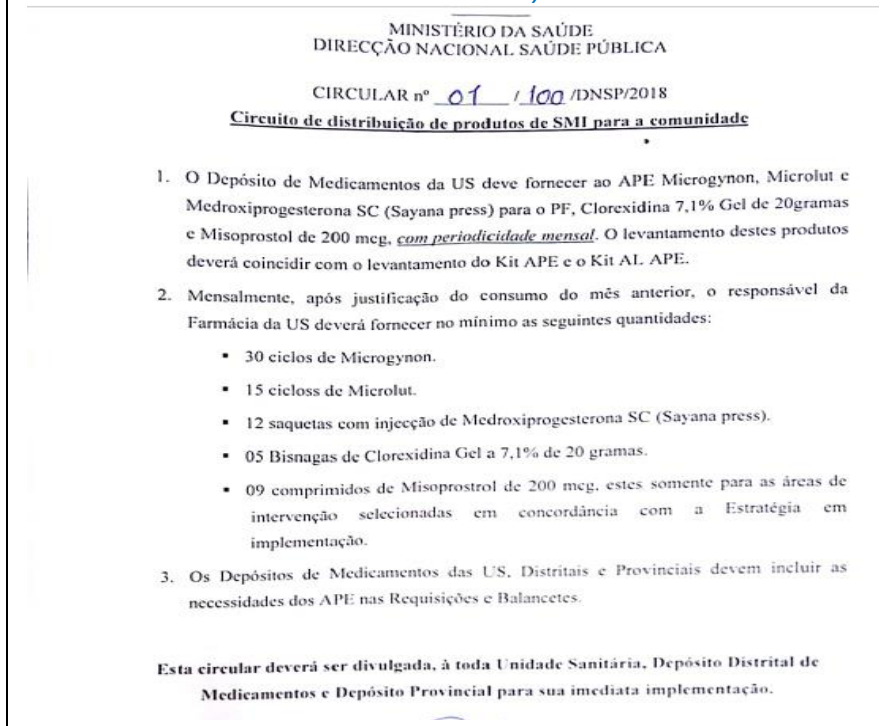 MINISTÉRIO DA SAÚDE
DIRECÇÃO NACIONAL SAÚDE PÚBLICA
CIRCULAR nº 01 / 100 /DNSP/2018
Circuito de distribuição de produtos de SMI para a comunidade
1. O Depósito de Medicamentos da US deve fornecer ao APE Microgynon, Microlut e
Medroxiprogesterona SC (Sayana press) para o PF, Clorexidina 7,1% Gel de 20gramas
e Misoprostol de 200 mcg, com periodicidade mensal. O levantamento destes produtos
deverá coincidir com o levantamento do Kit APE e o Kit AL APE.
2. Mensalmente, após justificação do consumo do mês anterior, o responsável da
Farmácia da US deverá fornecer no mínimo as seguintes quantidades:
▪ 30 ciclos de Microgynon.
▪ 15 cicloss de Microlut.
▪ 12 saquetas com injecção de Medroxiprogesterona SC (Sayana press).
▪ 05 Bisnagas de Clorexidina Gel a 7,1% de 20 gramas.
▪ 09 comprimidos de Misoprostrol de 200 mcg, estes somente para as áreas de
intervenção selecionadas em concordância com a Estratégia em
implementação.
3. Os Depósitos de Medicamentos das US, Distritais e Provinciais devem incluir as
necessidades dos APE nas Requisições e Balancetes.
Esta circular deverá ser divulgada, à toda Unidade Sanitária, Depósito Distrital de
Medicamentos e Depósito Provincial para sua imediata implementação.